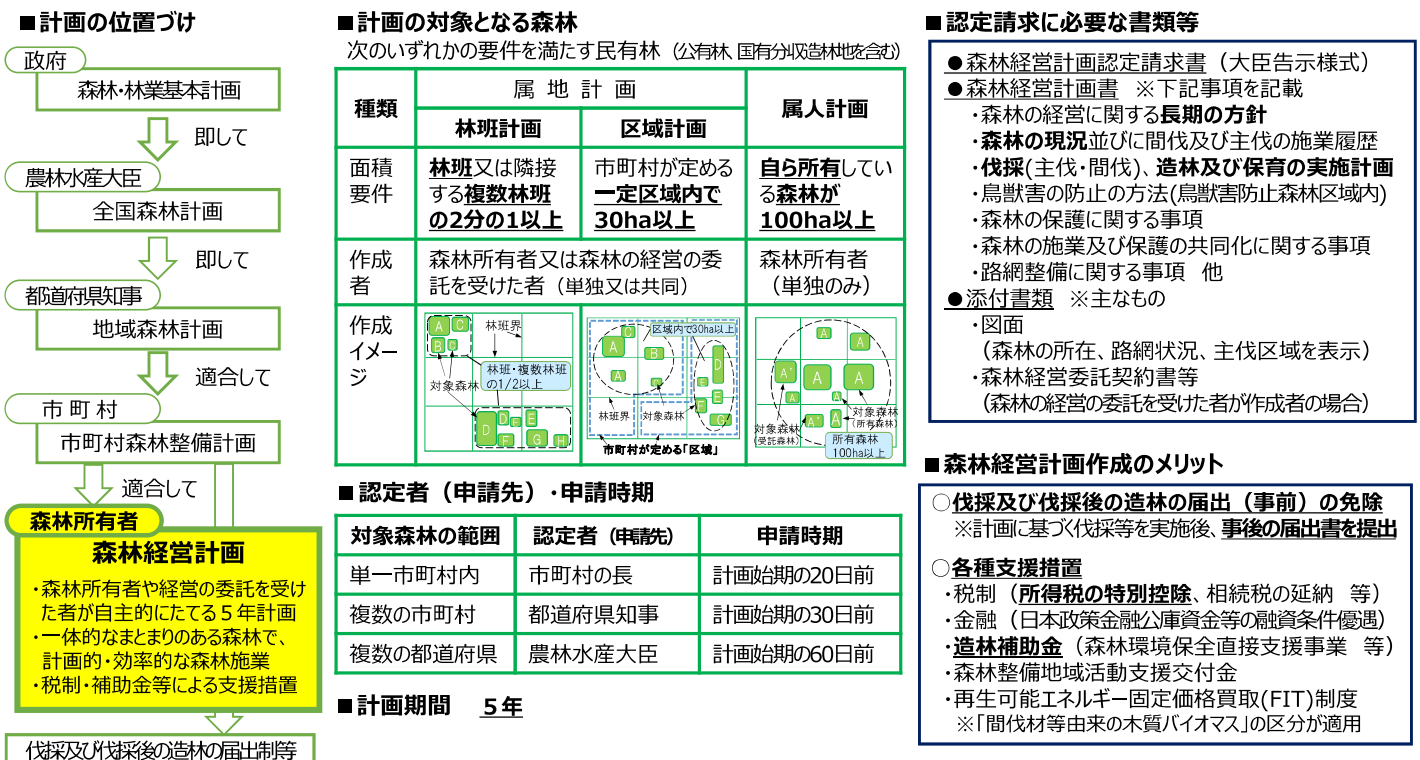 ■計画の位置づけ
政府
森林・林業基本計画
即して
農林水産大臣
全国森林計画
即して
都道府県知事
地域森林計画
適合して
市 町 村
市町村森林整備計画
適合して
森林所有者
森林経営計画
・森林所有者や経営の委託を受け
た者が自主的にたてる５年計画
・一体的なまとまりのある森林で、
計画的・効率的な森林施業
・税制・補助金等による支援措置
伐採及び伐採後の造林の届出制等
■計画の対象となる森林
次のいずれかの要件を満たす民有林（公有林、国有分収造林地を含む）
種類
属 地 計 画
属人計画
林班計画
区域計画
面積
要件
林班又は隣接
する複数林班
の2分の1以上
市町村が定める
一定区域内で
30ha以上
自ら所有してい
る森林が
100ha以上
作成
者
森林所有者又は森林の経営の委
託を受けた者（単独又は共同）
森林所有者
（単独のみ）
作成
イメー
ジ
A C
林班界
B C
林班・複数林班
の1/2以上
対象森林
D D E E
F G H
C
区域内で30ha以上
A B
D
A C F
E
林班界
対象森林
F
G
市町村が定める「区域」
A
A
A' A A
A A
対象森林
(所有森林)
対象森林
(受託森林)
A' A
所有森林
100ha以上
■認定者（申請先）・申請時期
対象森林の範囲
認定者（申請先）
申請時期
単一市町村内
市町村の長
計画始期の20日前
複数の市町村
都道府県知事
計画始期の30日前
複数の都道府県
農林水産大臣
計画始期の60日前
■計画期間 ５年
■認定請求に必要な書類等
●森林経営計画認定請求書（大臣告示様式）
●森林経営計画書 ※下記事項を記載
・森林の経営に関する長期の方針
・森林の現況並びに間伐及び主伐の施業履歴
・伐採(主伐・間伐)、造林及び保育の実施計画
・鳥獣害の防止の方法(鳥獣害防止森林区域内)
・森林の保護に関する事項
・森林の施業及び保護の共同化に関する事項
・路網整備に関する事項 他
●添付書類 ※主なもの
・図面
（森林の所在、路網状況、主伐区域を表示）
・森林経営委託契約書等
（森林の経営の委託を受けた者が作成者の場合）
■森林経営計画作成のメリット
○伐採及び伐採後の造林の届出（事前）の免除
※計画に基づく伐採等を実施後、事後の届出書を提出
○各種支援措置
・税制（所得税の特別控除、相続税の延納 等）
・金融（日本政策金融公庫資金等の融資条件優遇）
・造林補助金（森林環境保全直接支援事業 等）
・森林整備地域活動支援交付金
・再生可能エネルギー固定価格買取(FIT)制度
※「間伐材等由来の木質バイオマス」の区分が適用